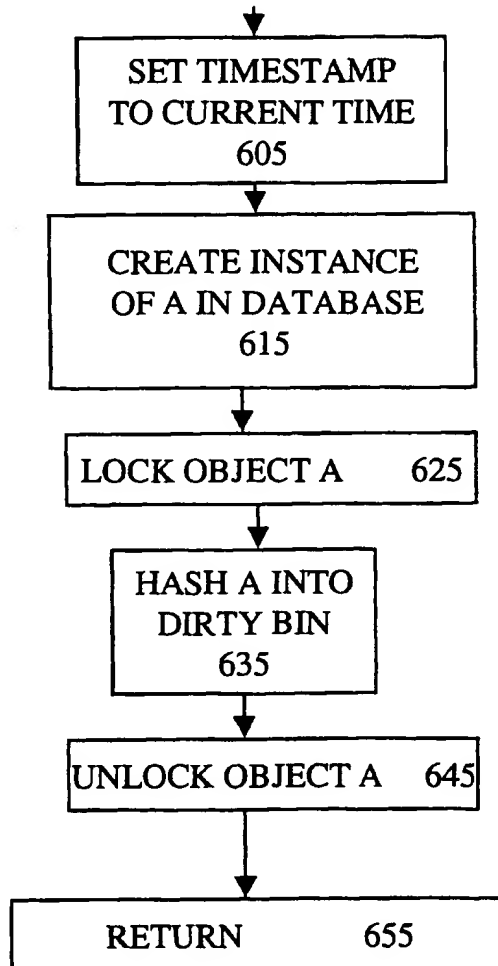 SET TIMESTAMP
TO CURRENT TIME
605
CREATE INSTANCE
OF A IN DATABASE
615
LOCK OBJECT A 625
HASH A INTO
DIRTY BIN
635
UNLOCK OBJECT A 645
RETURN 655